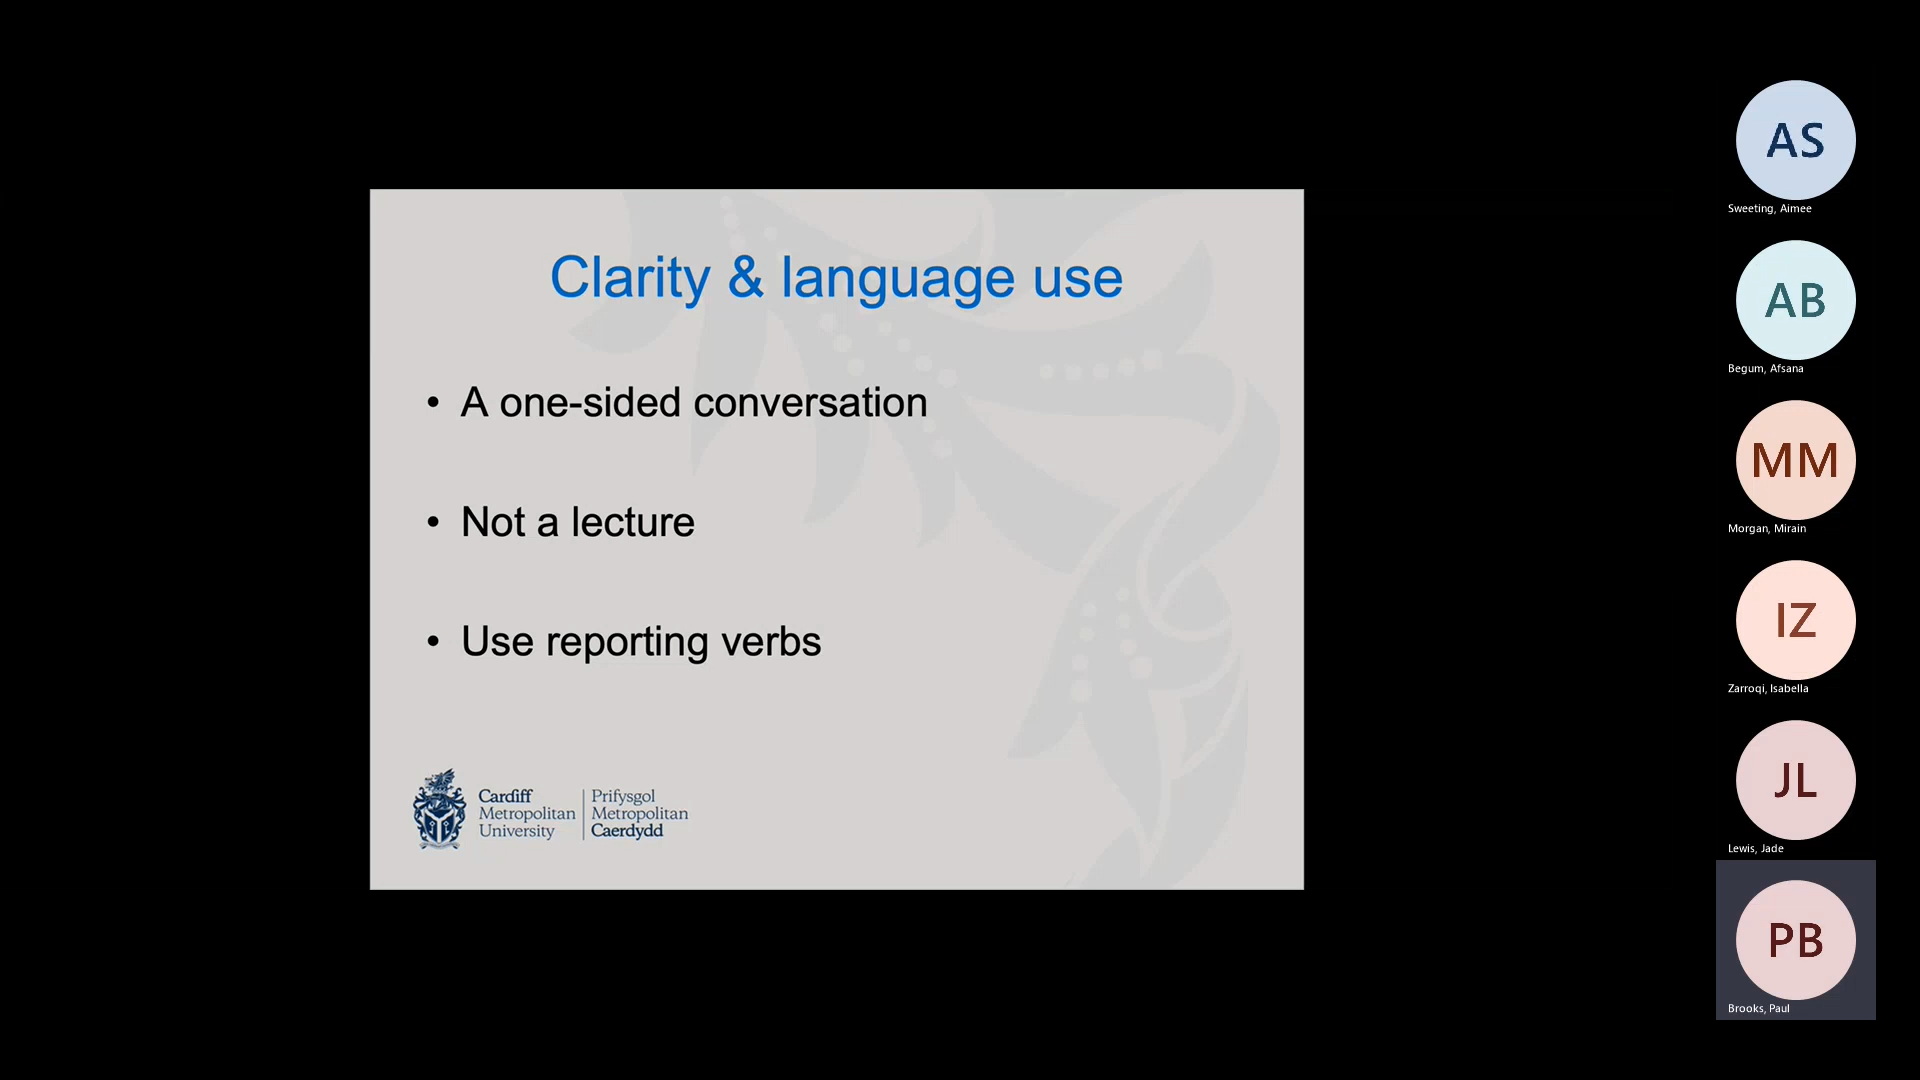 Clarity & language use
• A one-sided conversation
• Not a lecture
• Use reporting verbs
Cardiff
Metropolitan
University
Prifysgol
Metropolitan
Caerdydd
AS
Sweeting, Aimee
AB
Begum, Afsana
MM
Morgan, Mirain
IZ
Zarroqi, Isabella
JL
Lewis, Jade
PB
Brooks, Paul